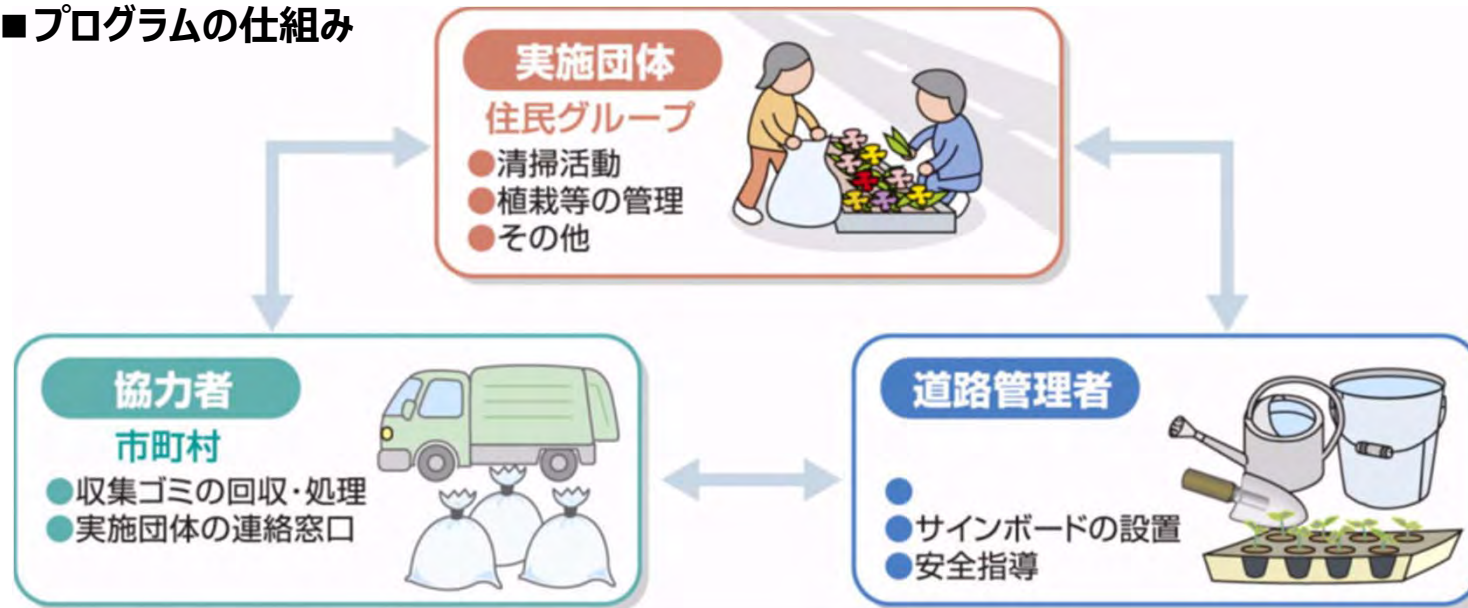 ■プログラムの仕組み
実施団体
住民グループ
●清掃活動
●植栽等の管理
●その他
協力者
市町村
●収集ゴミの回収・処理
●実施団体の連絡窓口
道路管理者
●
●サインボードの設置
●安全指導